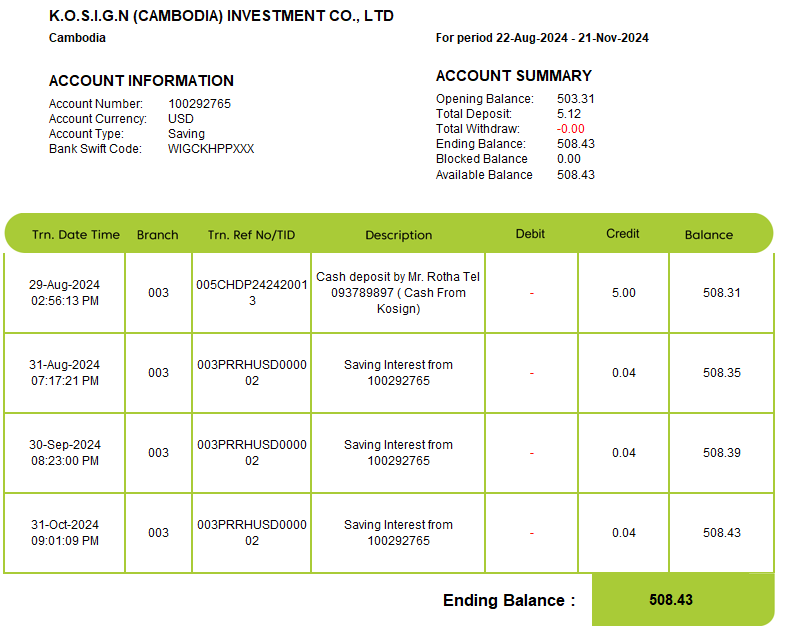 K.O.S.I.G.N (CAMBODIA) INVESTMENT CO., LTD
Cambodia
For period 22-Aug-2024 - 21-Nov-2024
ACCOUNT INFORMATION
Account Number: 100292765
Account Currency: USD
Account Type: Saving
Bank Swift Code: WIGCKHPPXXX
ACCOUNT SUMMARY
Opening Balance: 503.31
Total Deposit: 5.12
Total Withdraw: -0.00
Ending Balance: 508.43
Blocked Balance 0.00
Available Balance 508.43
Trn. Date Time Branch Trn. Ref No/TID Description Debit Credit Balance
29-Aug-2024
02:56:13 PM
003
005CHDP24242001
3
Cash deposit by Mr. Rotha Tel
093789897 ( Cash From
Kosign)
-
5.00
508.31
31-Aug-2024
07:17:21 PM
003
003PRRHUSD0000
02
Saving Interest from
100292765
-
0.04
508.35
30-Sep-2024
08:23:00 PM
003
003PRRHUSD0000
02
Saving Interest from
100292765
-
0.04
508.39
31-Oct-2024
09:01:09 PM
003
003PRRHUSD0000
02
Saving Interest from
100292765
-
0.04
508.43
Ending Balance : 508.43